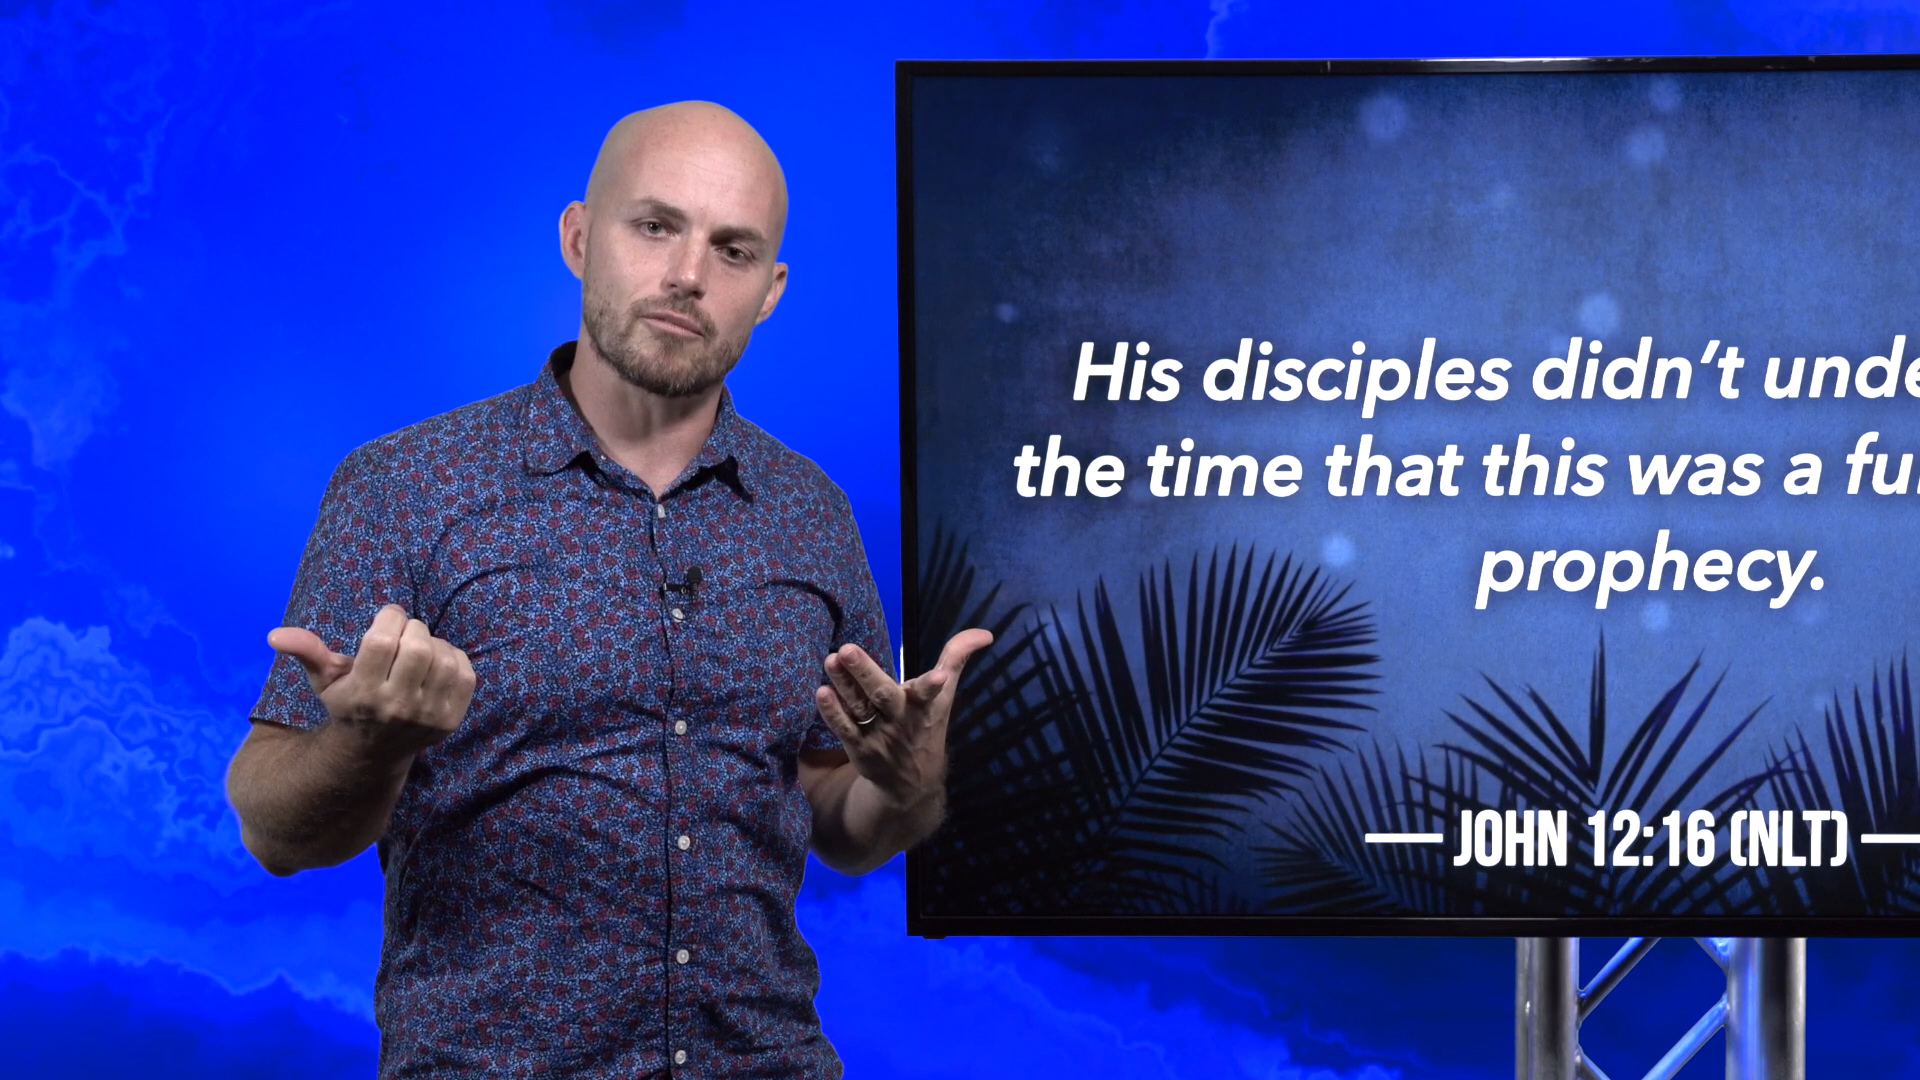 His disciples didn't unde
the time that this was a fu
prophecy.
JOHN 12:16 (NLT)